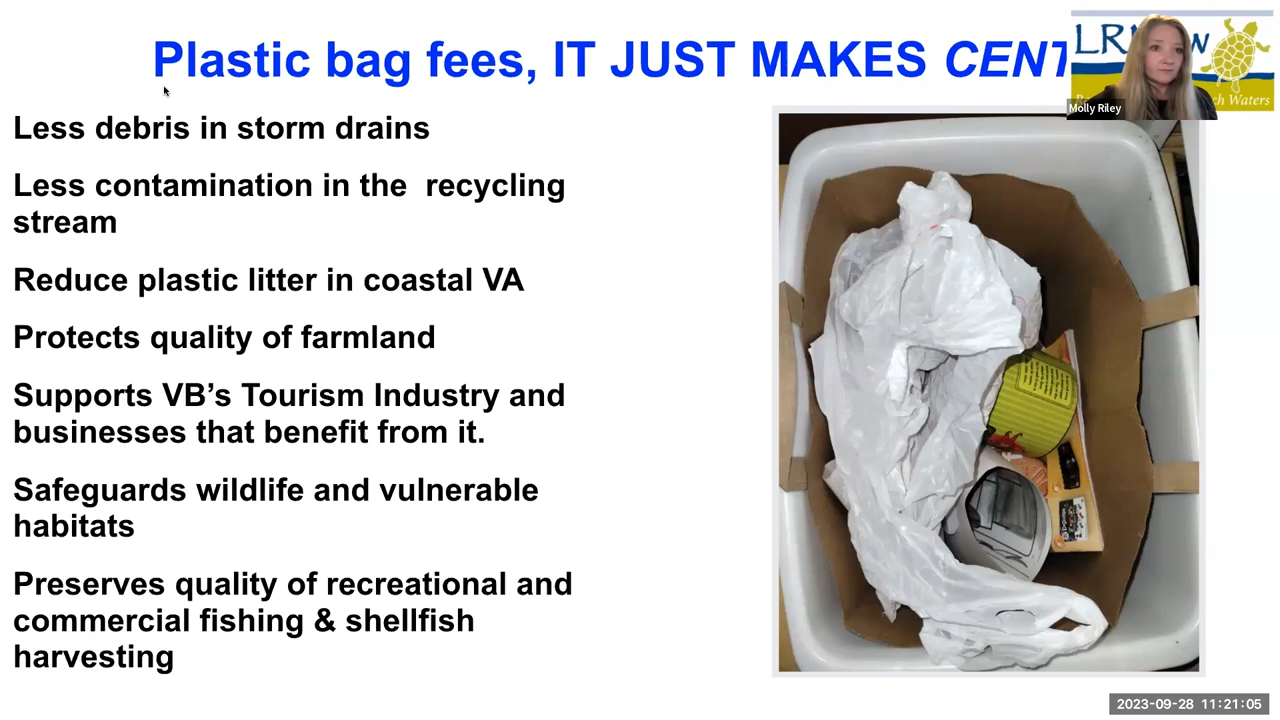 Plastic bag fees, IT JUST MAKES CENT
LRN
w
Molly Riley
ch Waters
Less debris in storm drains
Less contamination in the  recycling
stream
Reduce plastic litter in coastal VA
Protects quality of farmland
Supports VB’s Tourism Industry and
businesses that benefit from it.
Safeguards wildlife and vulnerable
habitats
Preserves quality of recreational and
commercial fishing & shellfish
harvesting
2023-09-28 11:21:05